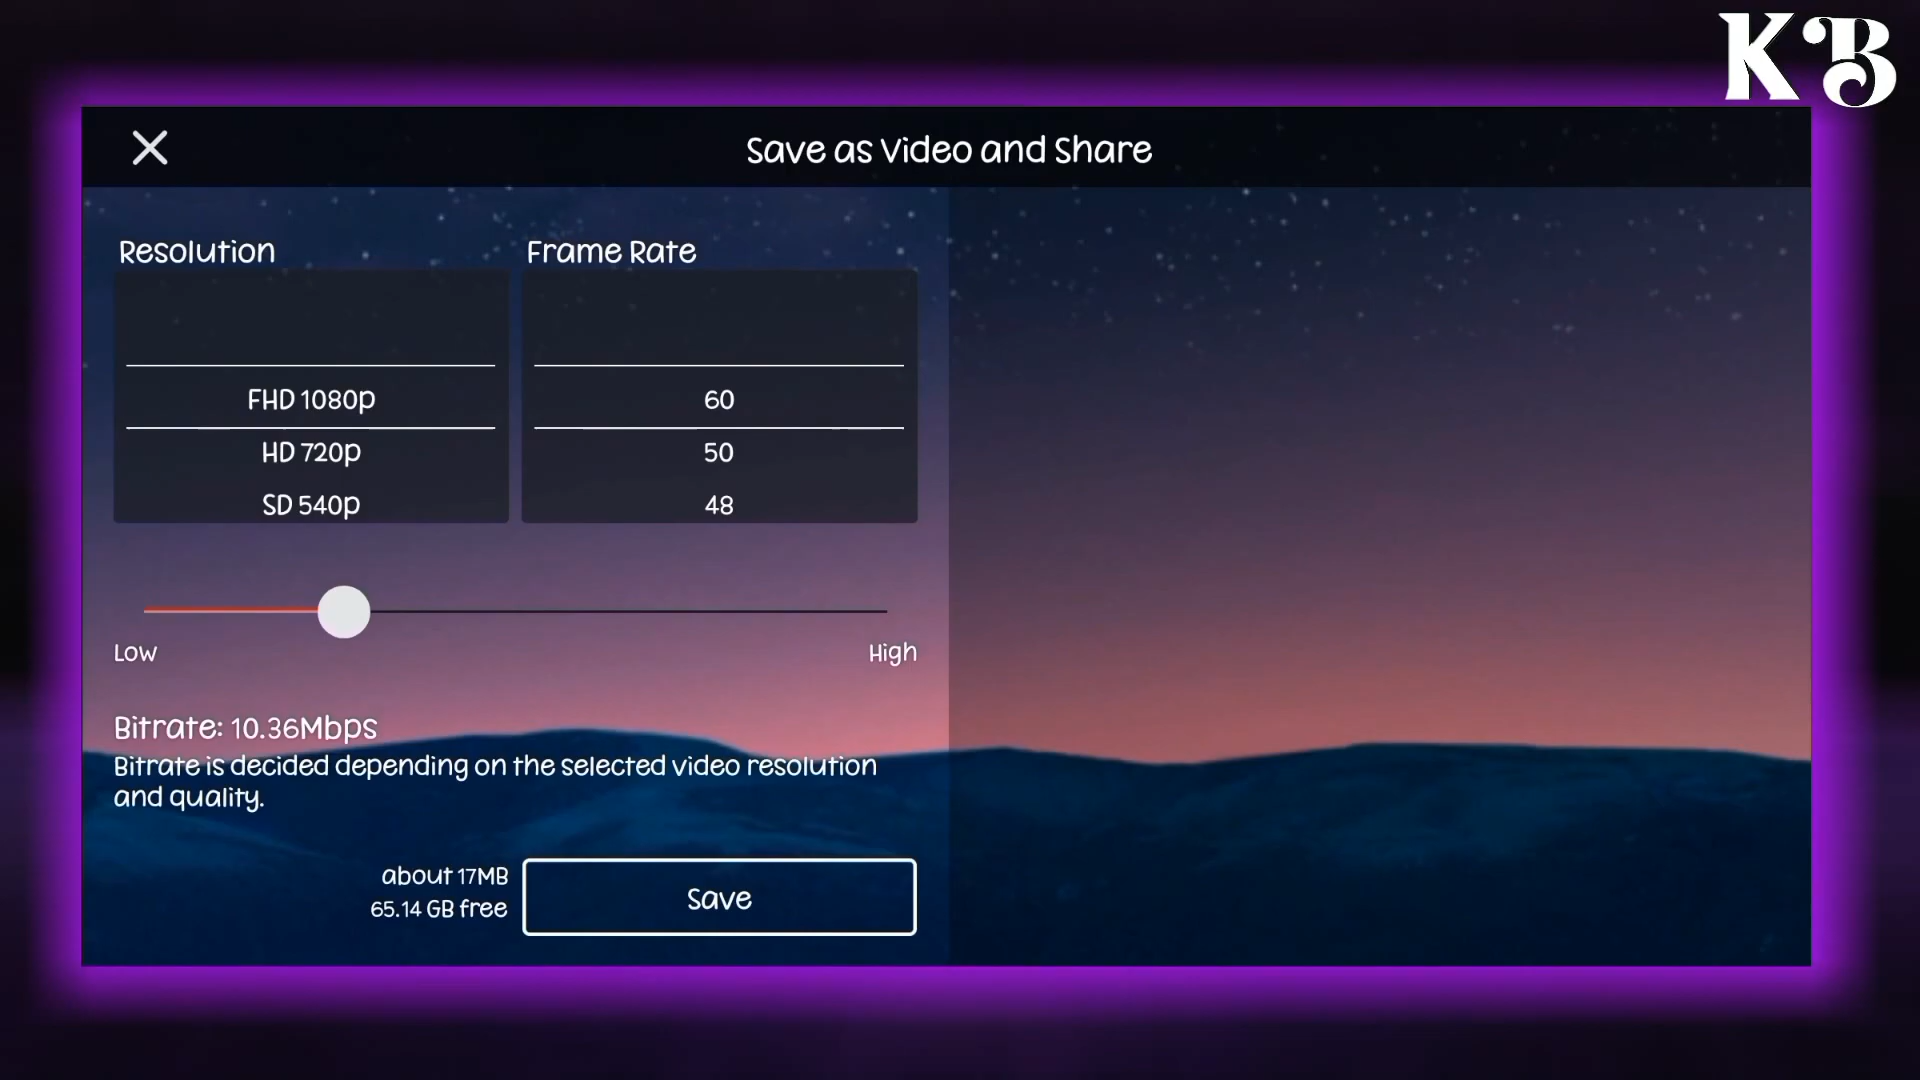 KB
Save as Video and Share
Resolution
Frame Rate
FHD 1080p
60
HD 720p
50
SD 540p
48
Low
High
Bitrate: 10.36Mbps
Bitrate is decided depending on the selected video resolution
and quality.
about 17MB
65.14 GB free
Save